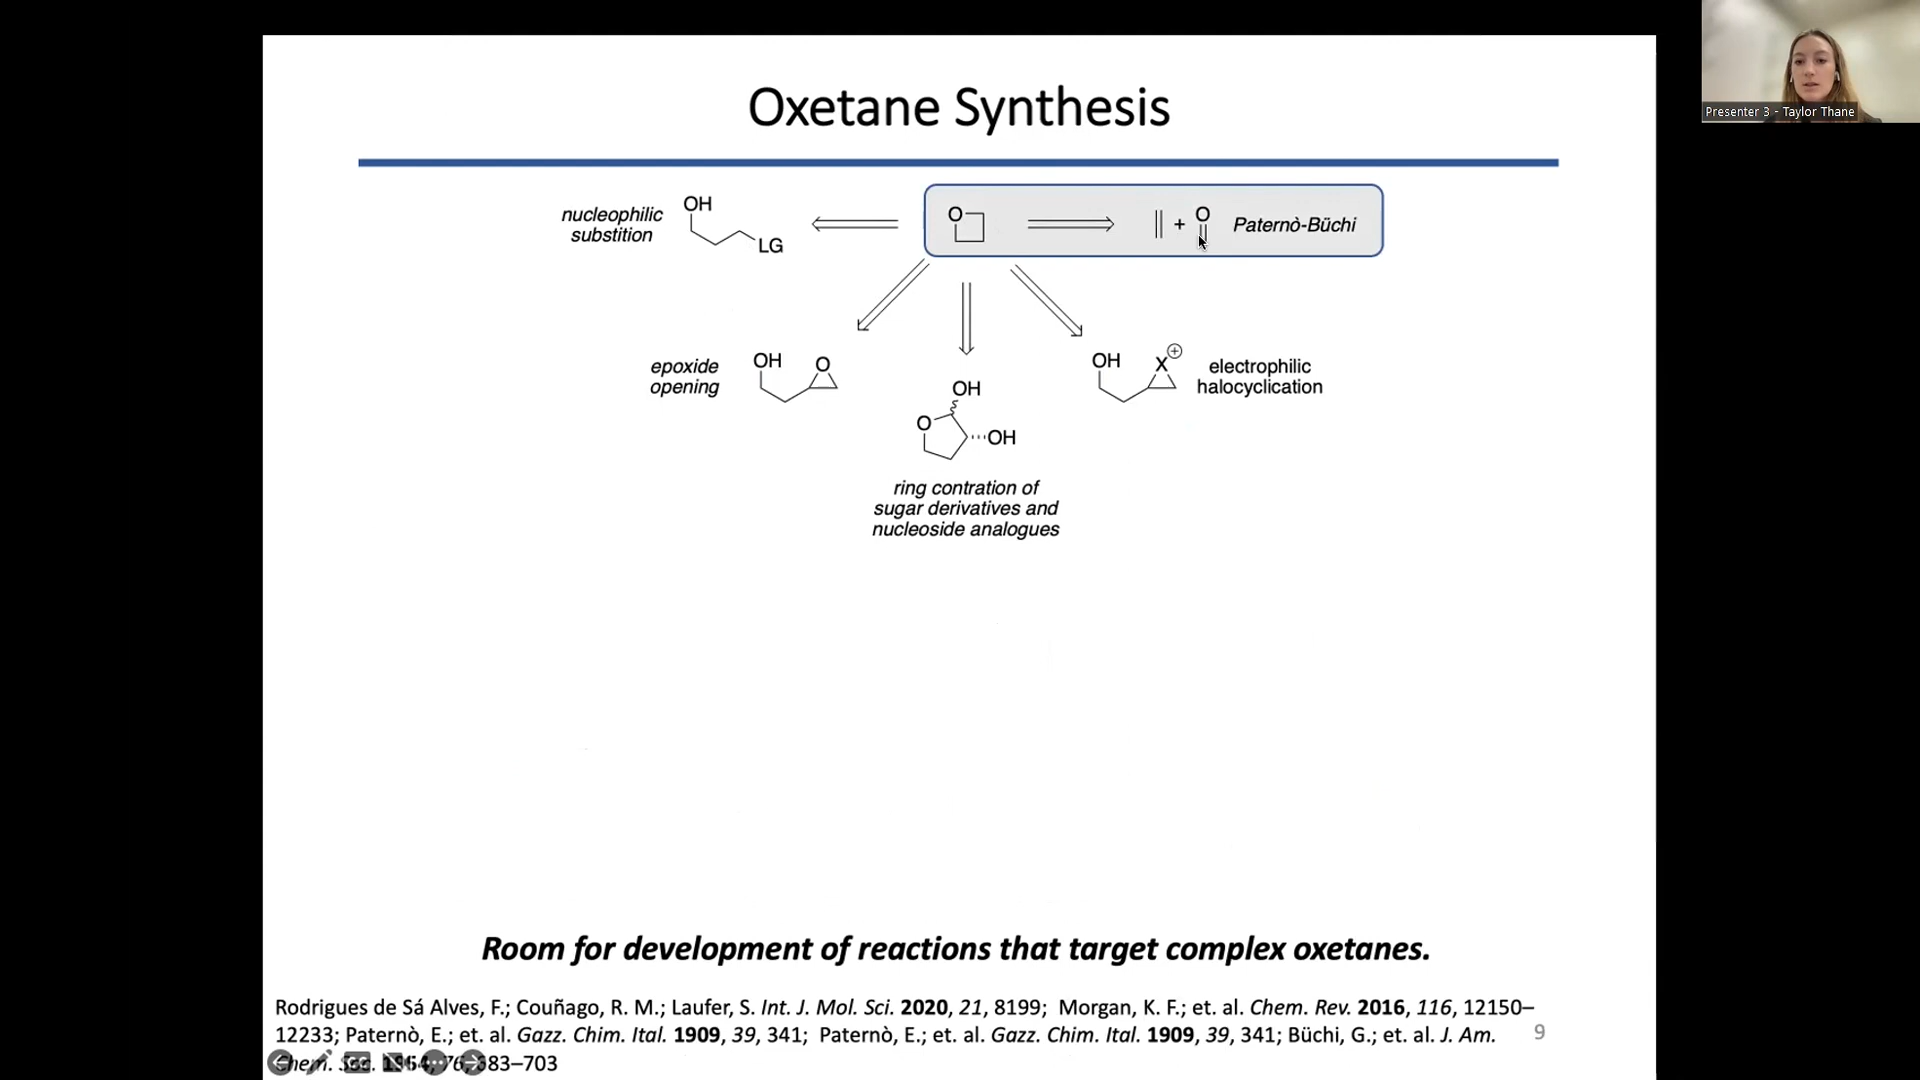 Oxetane Synthesis
Presenter 3 - Taylor Thane
nucleophilic
substition
OH
LG
O
+
O
Paternò-Büchi
epoxide
opening
OH
O
OH
X
+
electrophilic
halocyclication
OH
O
OH
ring contration of
sugar derivatives and
nucleoside analogues
Room for development of reactions that target complex oxetanes.
Rodrigues de Sá Alves, F.; Couñago, R. M.; Laufer, S. Int. J. Mol. Sci. 2020, 21, 8199; Morgan, K. F.; et. al. Chem. Rev. 2016, 116, 12150–
12233; Paternò, E.; et. al. Gazz. Chim. Ital. 1909, 39, 341; Paternò, E.; et. al. Gazz. Chim. Ital. 1909, 39, 341; Büchi, G.; et. al. J. Am.
Chem. Soc. 76, 683–703
9